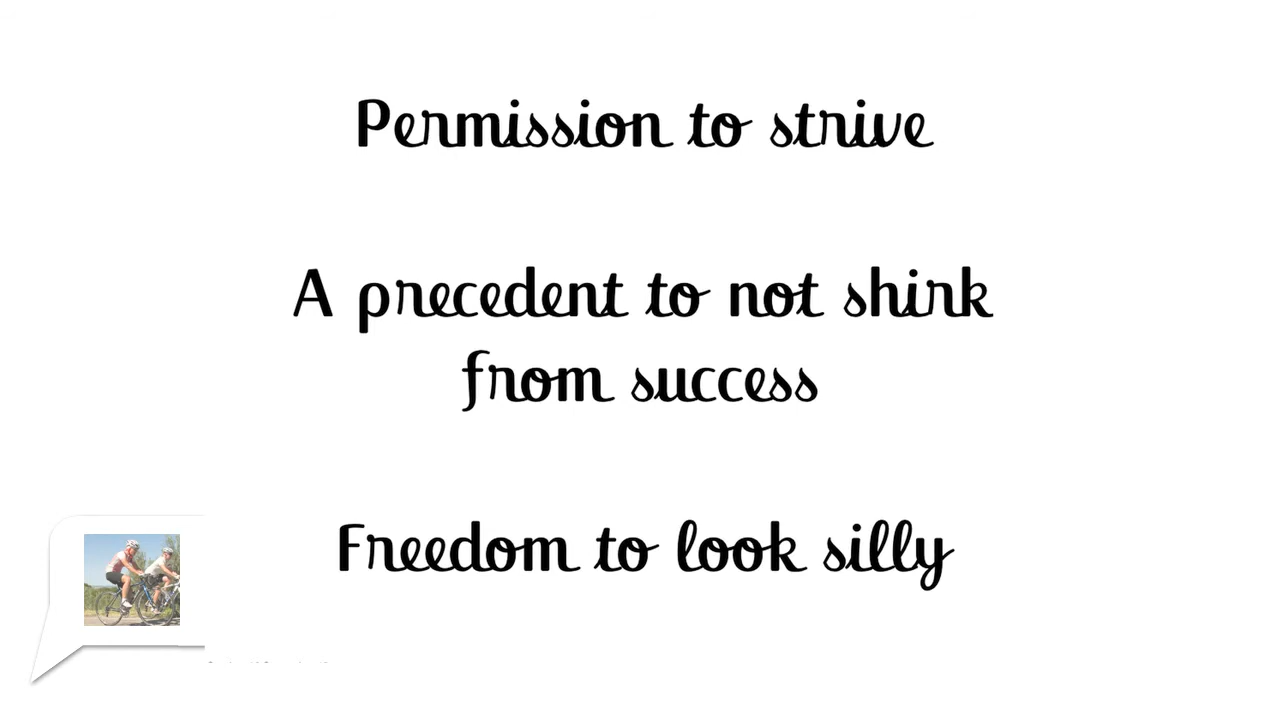 Permission to strive
A precedent to not shirk
from success
Freedom to look silly